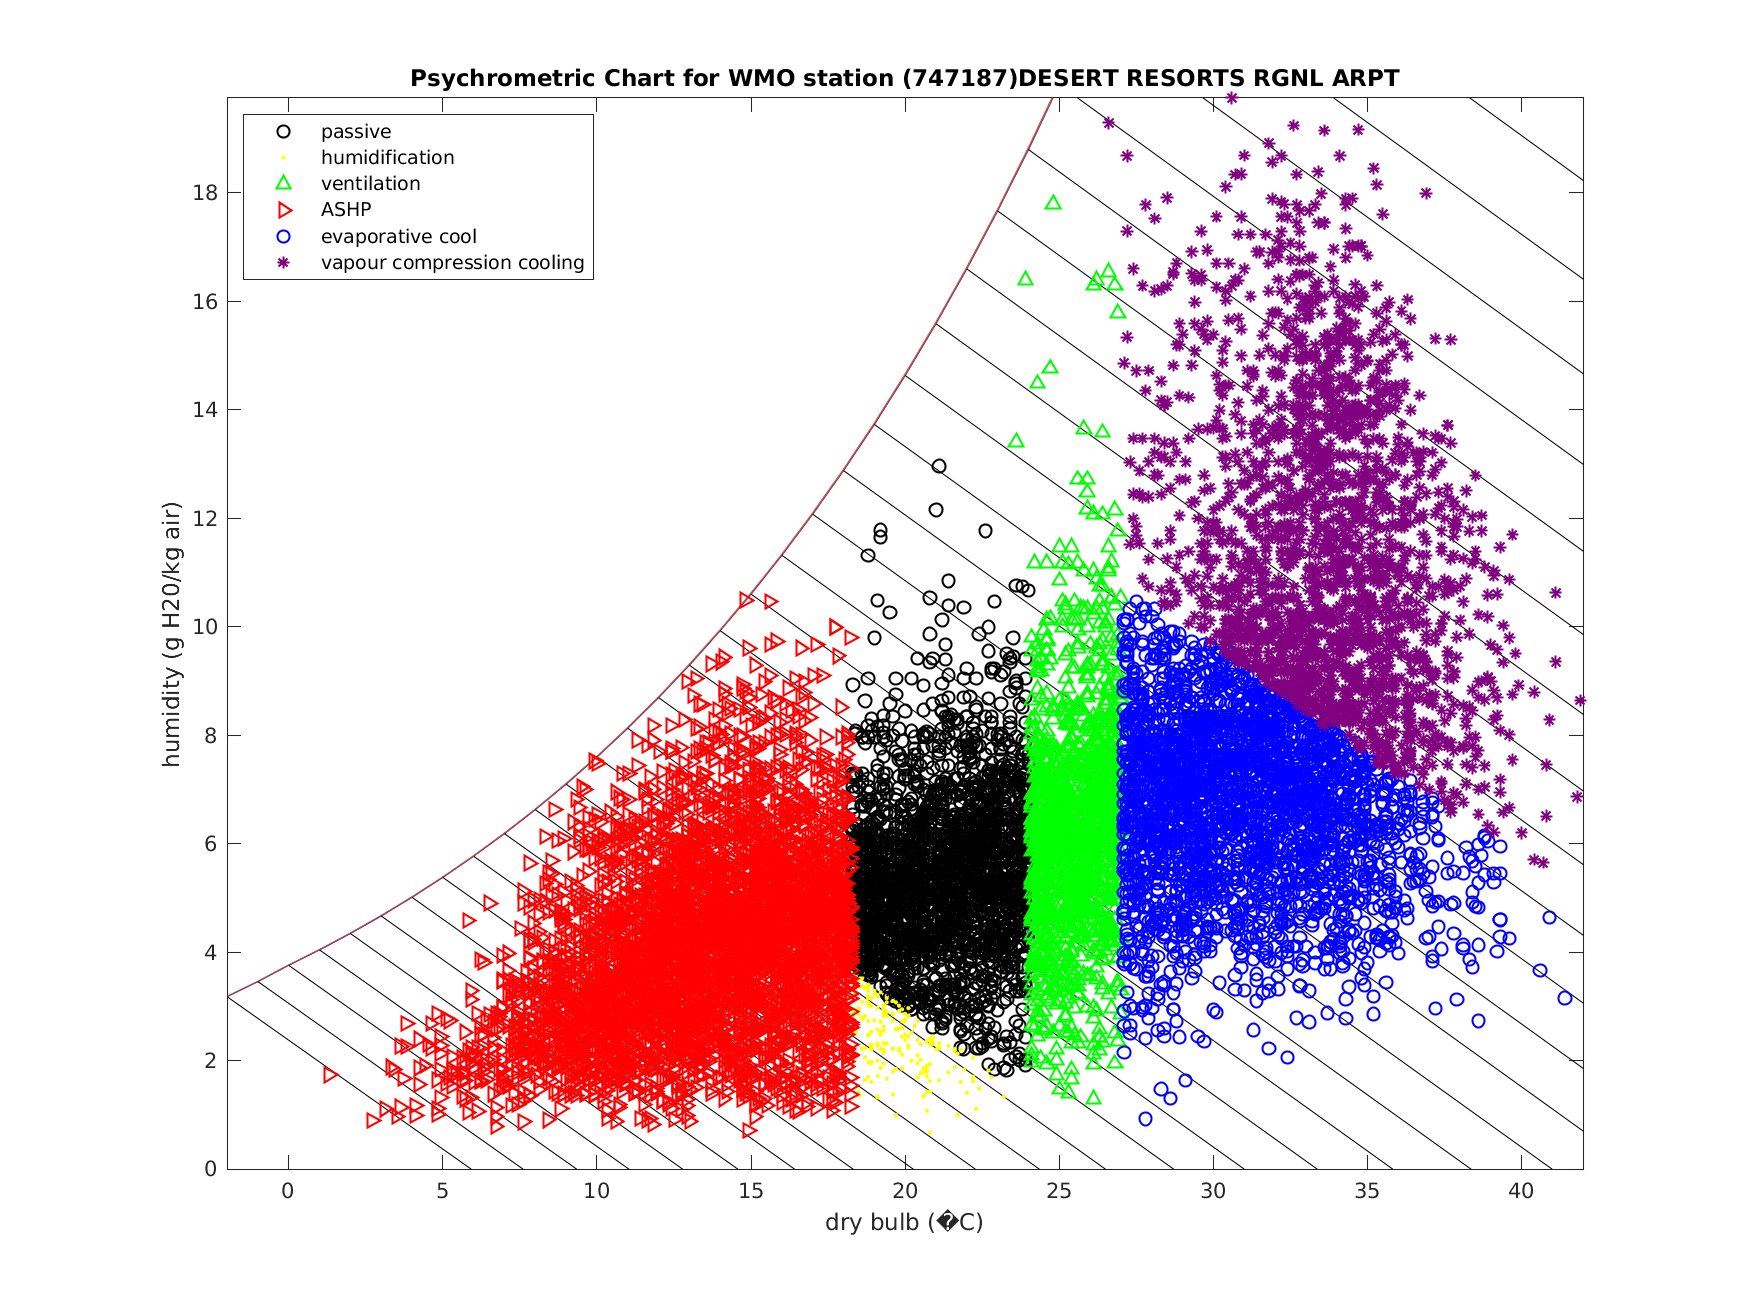 Psychrometric Chart for WMO station (747187)DESERT RESORTS RGNL ARPT
passive
humidification
ventilation
ASHP
evaporative cool
vapour compression cooling
humidity (g H20/kg air)
18
16
14
12
10
8
6
4
2
0
0 5 10 15 20 25 30 35 40
dry bulb (�C)